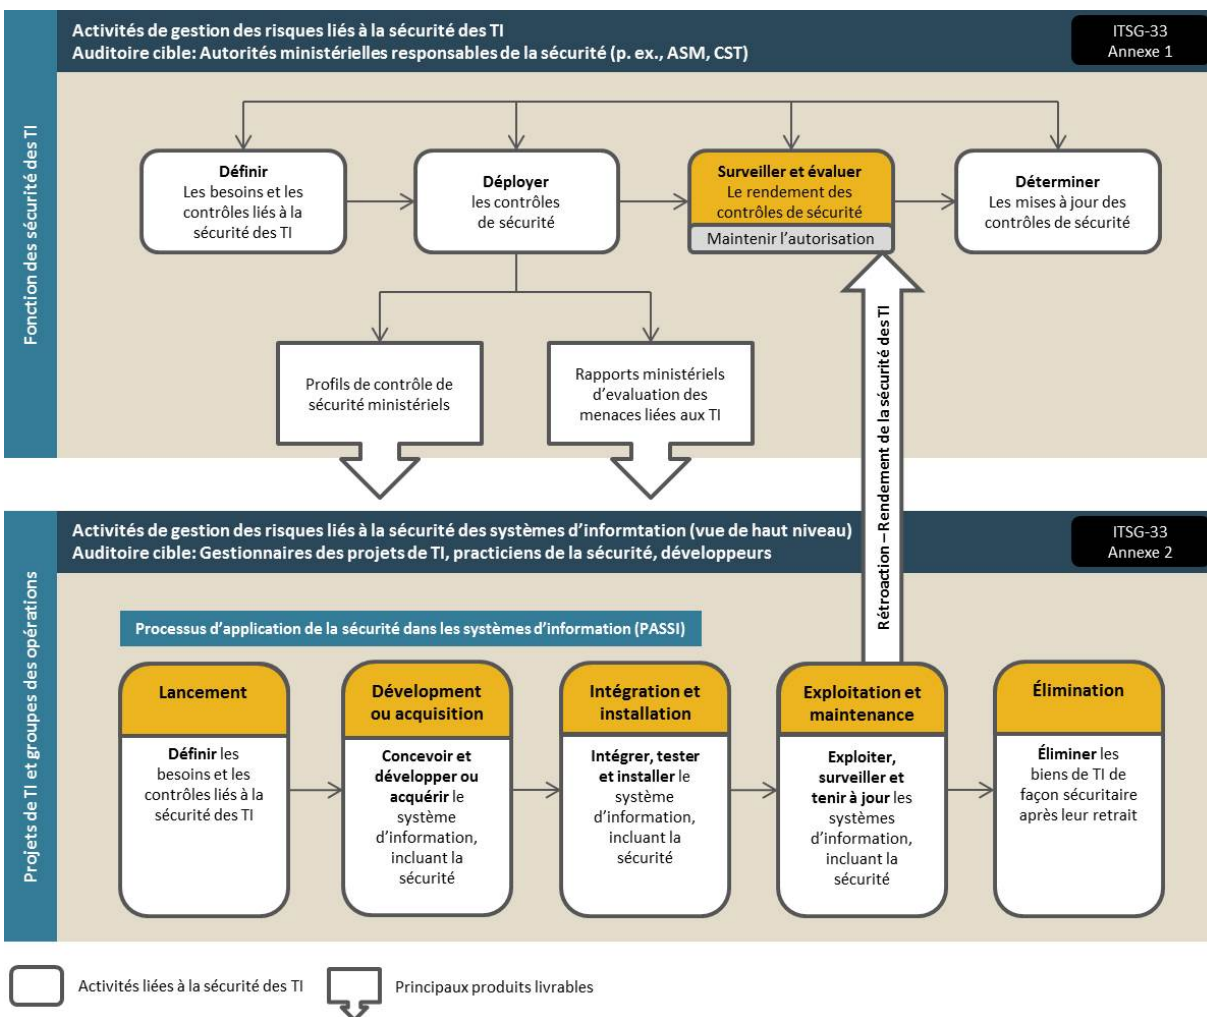 Activités de gestion des risques liés à la sécurité des TI
Auditoire cible: Autorités ministérielles responsables de la sécurité (p. ex., ASM, CST)
ITSG-33
Annexe 1
Fonction des sécurité des TI
Définir
Les besoins et les
contrôles liés à la
sécurité des TI
Déployer
les contrôles
de sécurité
Surveiller et évaluer
Le rendement des
contrôles de sécurité
Maintenir l'autorisation
Déterminer
Les mises à jour des
contrôles de sécurité
Profils de contrôle de
sécurité ministériels
Rapports ministériels
d'evaluation des
menaces liées aux TI
Rétroaction – Rendement de la sécurité des TI
Activités de gestion des risques liés à la sécurité des systèmes d'informtation (vue de haut niveau)
Auditoire cible: Gestionnaires des projets de TI, practiciens de la sécurité, développeurs
ITSG-33
Annexe 2
Projets de TI et groupes des opérations
Processus d'application de la sécurité dans les systèmes d'information (PASSI)
Lancement
Définir les
besoins et les
contrôles liés à la
sécurité des TI
Dévelopment
ou acquisition
Concevoir et
développer ou
acquérir le
système
d'information,
incluant la
sécurité
Intégration et
installation
Intégrer, tester
et installer le
système
d'information,
incluant la
sécurité
Exploitation et
maintenance
Exploiter,
surveiller et
tenir à jour les
systèmes
d'information,
incluant la
sécurité
Élimination
Éliminer les
biens de TI de
façon sécuritaire
après leur retrait
Activités liées à la sécurité des TI
Principaux produits livrables